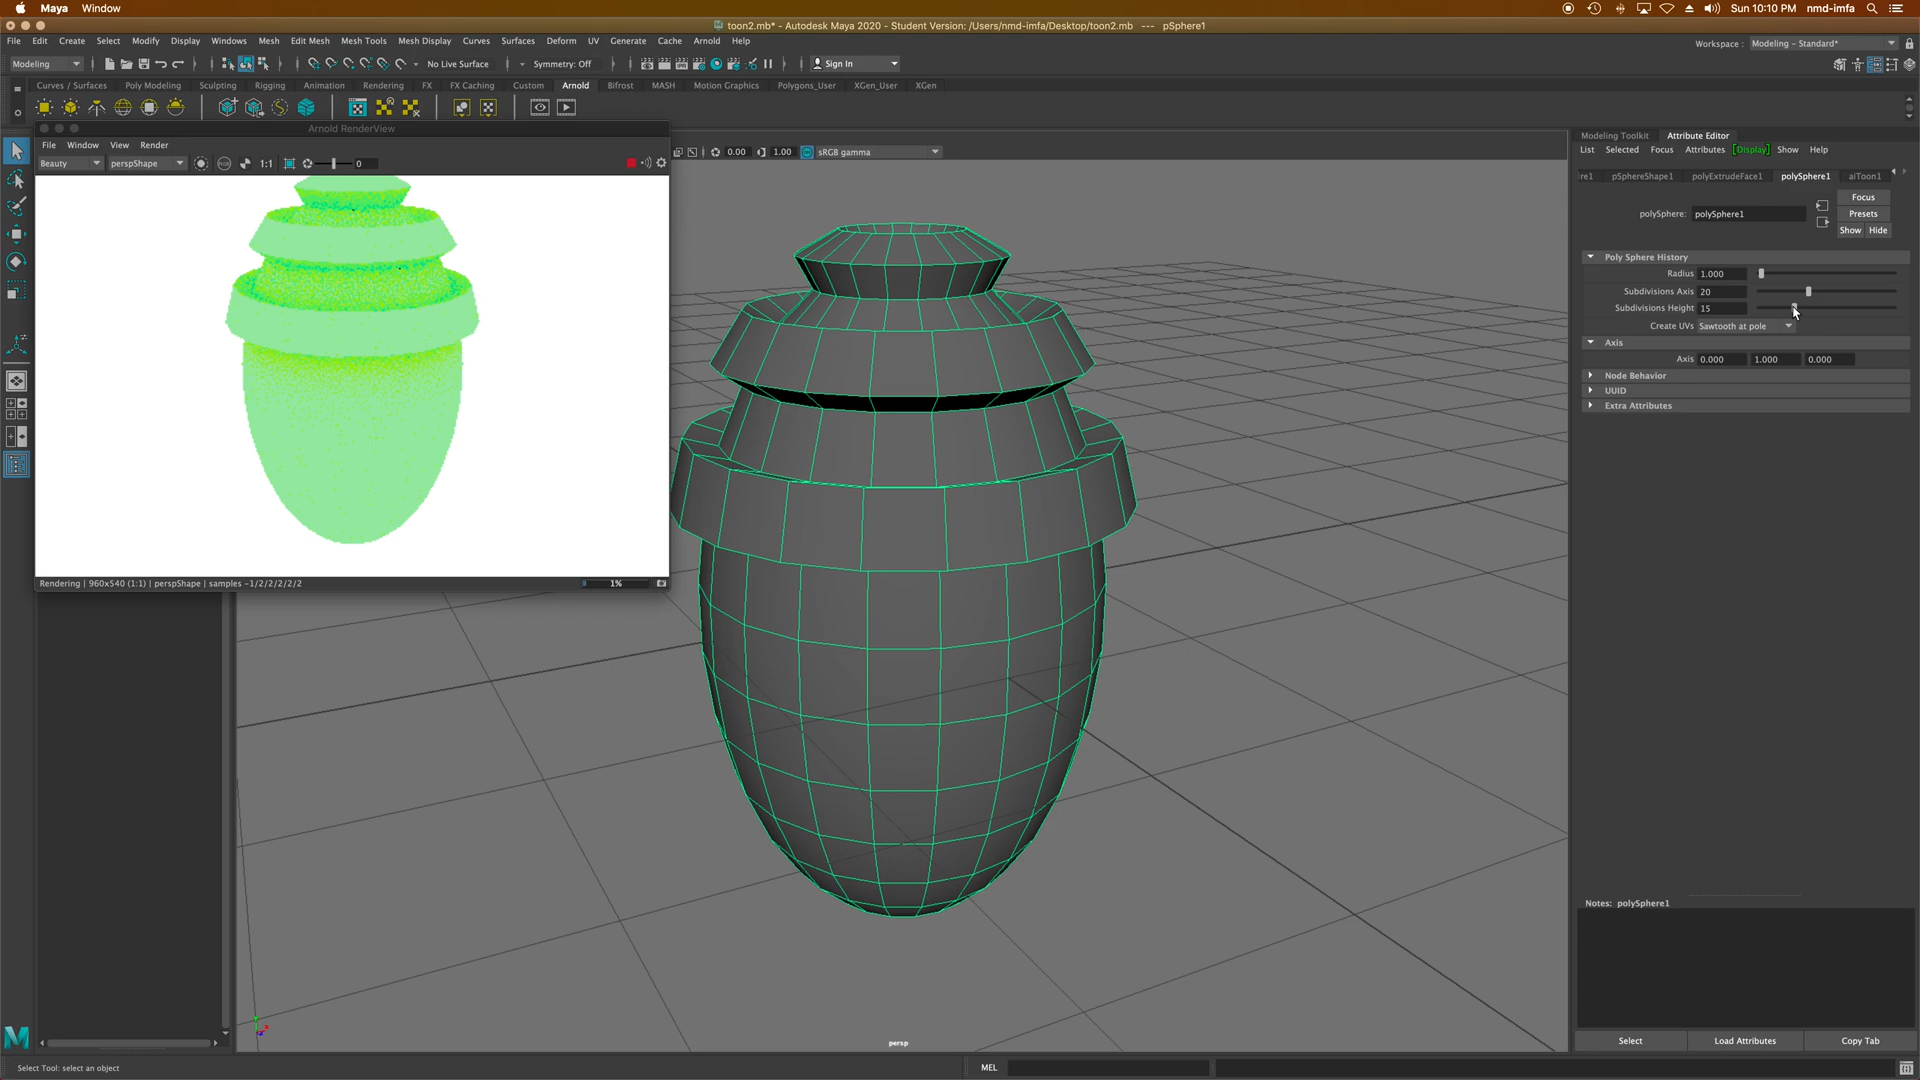 Maya Window Sun 10:10 PM nmd-imfa
toon2.mb* - Autodesk Maya 2020 - Student Version: /Users/nmd-imfa/Desktop/toon2.mb --- pSphere1
File Edit Create Select Modify Display Windows Mesh Edit Mesh Mesh Tools Mesh Display Curves Surfaces Deform UV Generate Cache Arnold Help
Workspace : Modeling - Standard*
Modeling No Live Surface Symmetry: Off Sign In
Curves / Surfaces Poly Modeling Sculpting Rigging Animation Rendering FX FX Caching Custom Arnold Bifrost MASH Motion Graphics Polygons_User XGen_User XGen
Arnold RenderView
File Window View Render
Beauty perspShape 1:1 0
0.00 1.00 sRGB gamma
Rendering | 960x540 (1:1) | perspShape | samples -1/2/2/2/2/2 1%
persp
Modeling Toolkit Attribute Editor
List Selected Focus Attributes [Display] Show Help
re1 pSphereShape1 polyExtrudeFace1 polySphere1 aiToon1
polySphere: polySphere1
Focus
Presets
Show Hide
Poly Sphere History
Radius 1.000
Subdivisions Axis 20
Subdivisions Height 15
Create UVs Sawtooth at pole
Axis
Axis 0.000 1.000 0.000
Node Behavior
UUID
Extra Attributes
Notes: polySphere1
Select Load Attributes Copy Tab
Select Tool: select an object
MEL